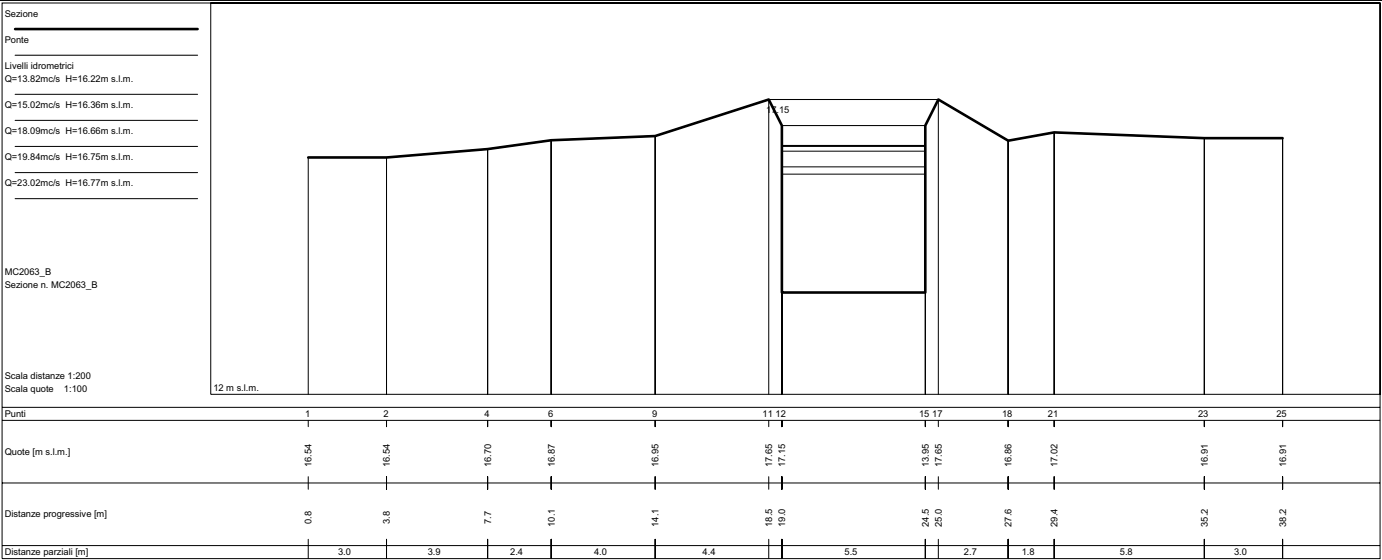 Sezione
Ponte
Livelli idrometrici
Q=13.82mc/s H=16.22m s.l.m.
Q=15.02mc/s H=16.36m s.l.m.
Q=18.09mc/s H=16.66m s.l.m.
Q=19.84mc/s H=16.75m s.l.m.
Q=23.02mc/s H=16.77m s.l.m.
MC2063_B
Sezione n. MC2063_B
Scala distanze 1:200
Scala quote 1:100
17.15
12 m s.l.m.
Punti 1 2 4 6 9 11 12 15 17 18 21 23 25
Quote [m s.l.m.] 16.54 16.54 16.70 16.87 16.95 17.65 17.15 13.95 17.65 16.86 17.02 16.91 16.91
Distanze progressive [m] 0.8 3.8 7.7 10.1 14.1 18.5 19.0 24.5 25.0 27.6 29.4 35.2 38.2
Distanze parziali [m] 3.0 3.9 2.4 4.0 4.4 5.5 2.7 1.8 5.8 3.0